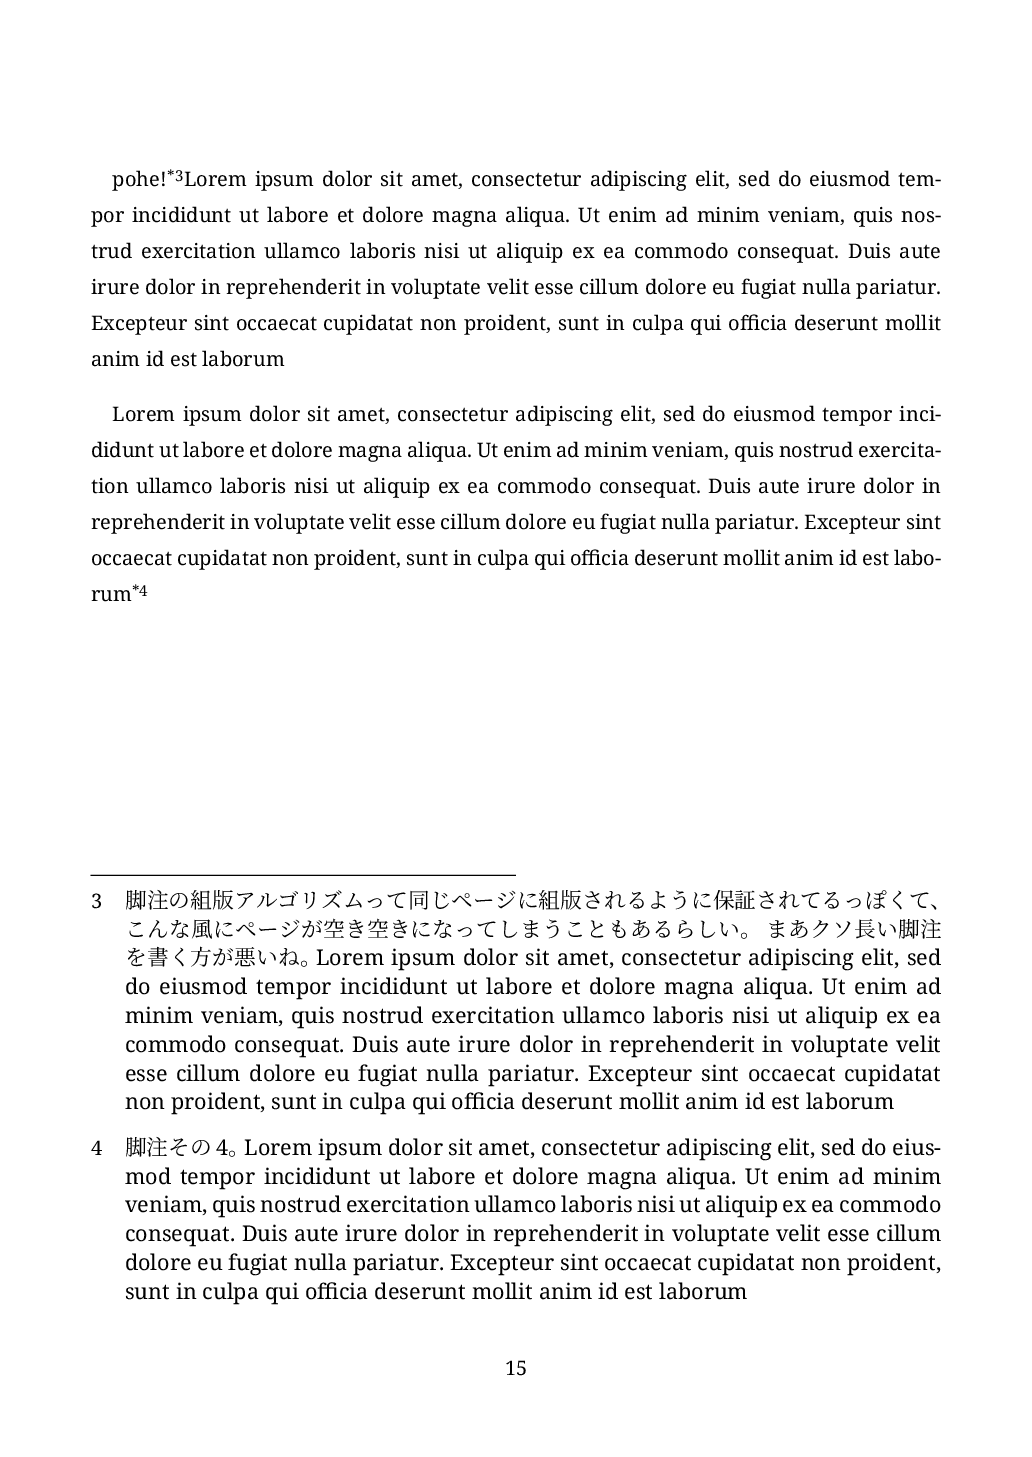 pohe!*3Lorem ipsum dolor sit amet, consectetur adipiscing elit, sed do eiusmod tem-
por incididunt ut labore et dolore magna aliqua. Ut enim ad minim veniam, quis nos-
trud exercitation ullamco laboris nisi ut aliquip ex ea commodo consequat. Duis aute
irure dolor in reprehenderit in voluptate velit esse cillum dolore eu fugiat nulla pariatur.
Excepteur sint occaecat cupidatat non proident, sunt in culpa qui officia deserunt mollit
anim id est laborum
Lorem ipsum dolor sit amet, consectetur adipiscing elit, sed do eiusmod tempor inci-
didunt ut labore et dolore magna aliqua. Ut enim ad minim veniam, quis nostrud exercita-
tion ullamco laboris nisi ut aliquip ex ea commodo consequat. Duis aute irure dolor in
reprehenderit in voluptate velit esse cillum dolore eu fugiat nulla pariatur. Excepteur sint
occaecat cupidatat non proident, sunt in culpa qui officia deserunt mollit anim id est labo-
rum*4
3 脚注の組版アルゴリズムって同じページに組版されるように保証されてるっぽくて、
こんな風にページが空き空きになってしまうこともあるらしい。 まあクソ長い脚注
を書く方が悪いね。Lorem ipsum dolor sit amet, consectetur adipiscing elit, sed
do eiusmod tempor incididunt ut labore et dolore magna aliqua. Ut enim ad
minim veniam, quis nostrud exercitation ullamco laboris nisi ut aliquip ex ea
commodo consequat. Duis aute irure dolor in reprehenderit in voluptate velit
esse cillum dolore eu fugiat nulla pariatur. Excepteur sint occaecat cupidatat
non proident, sunt in culpa qui officia deserunt mollit anim id est laborum
4 脚注その 4。Lorem ipsum dolor sit amet, consectetur adipiscing elit, sed do eius-
mod tempor incididunt ut labore et dolore magna aliqua. Ut enim ad minim
veniam, quis nostrud exercitation ullamco laboris nisi ut aliquip ex ea commodo
consequat. Duis aute irure dolor in reprehenderit in voluptate velit esse cillum
dolore eu fugiat nulla pariatur. Excepteur sint occaecat cupidatat non proident,
sunt in culpa qui officia deserunt mollit anim id est laborum
15